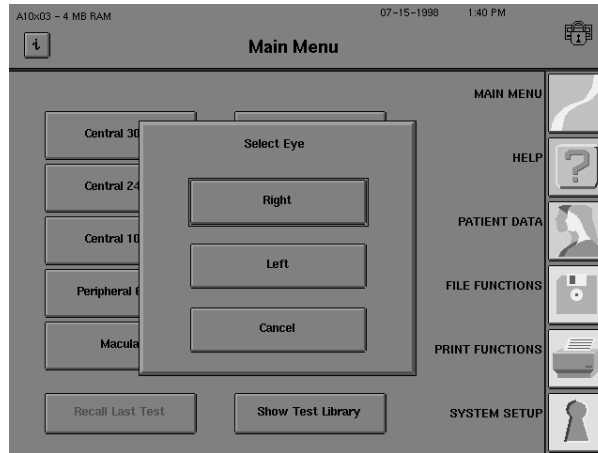 A10x03 - 4 MB RAM
07-15-1998 1:40 PM
i
Main Menu
MAIN MENU
Central 30
Select Eye
HELP
Central 24
Right
PATIENT DATA
Central 10
Left
FILE FUNCTIONS
Peripheral
Cancel
Macula
PRINT FUNCTIONS
Recall Last Test
Show Test Library
SYSTEM SETUP